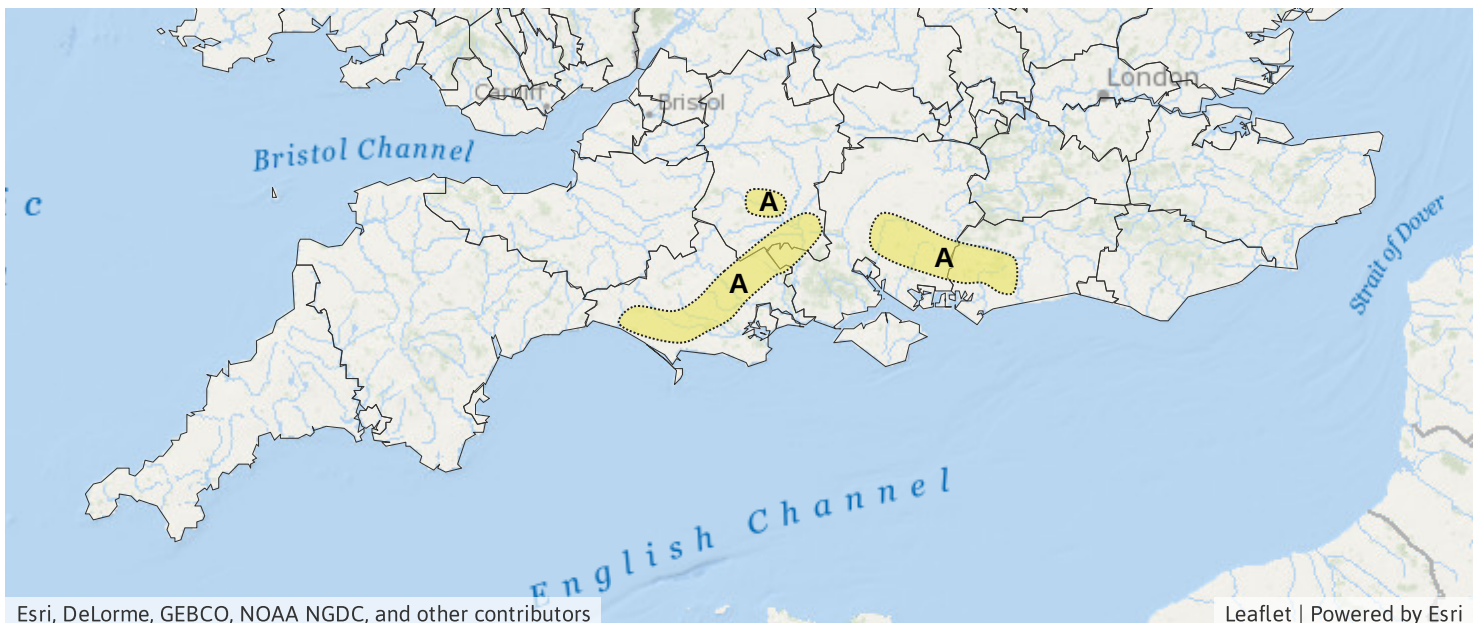 London
Cardiff
Bristol
Bristol Channel
c
A
A
A
Strait of Dover
English Channel
Esri, DeLorme, GEBCO, NOAA NGDC, and other contributors
Leaflet | Powered by Esri